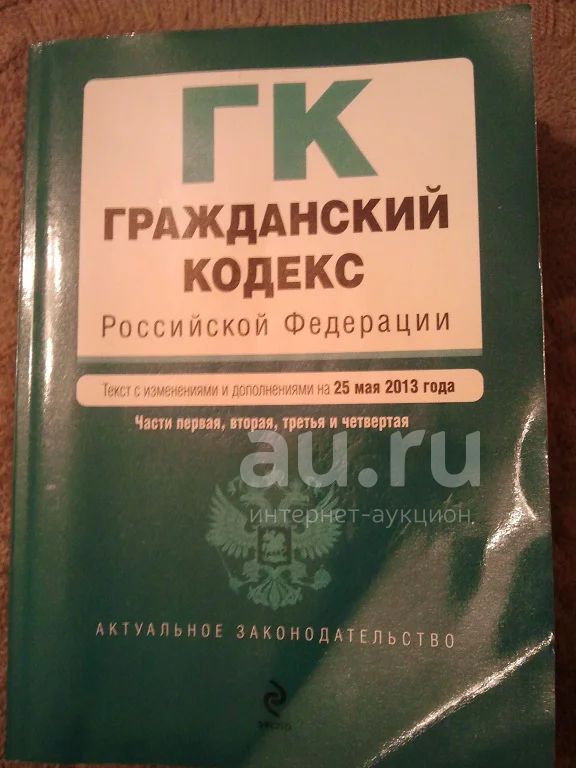 ГК
ГРАЖДАНСКИЙ
КОДЕКС
Российской Федерации
Текст с изменениями и дополнениями на 25 мая 2013 года
Части первая, вторая, третья и четвертая
au.ru
интернет-аукцион
АКТУАЛЬНОЕ ЗАКОНОДАТЕЛЬСТВО
ЭКСМО